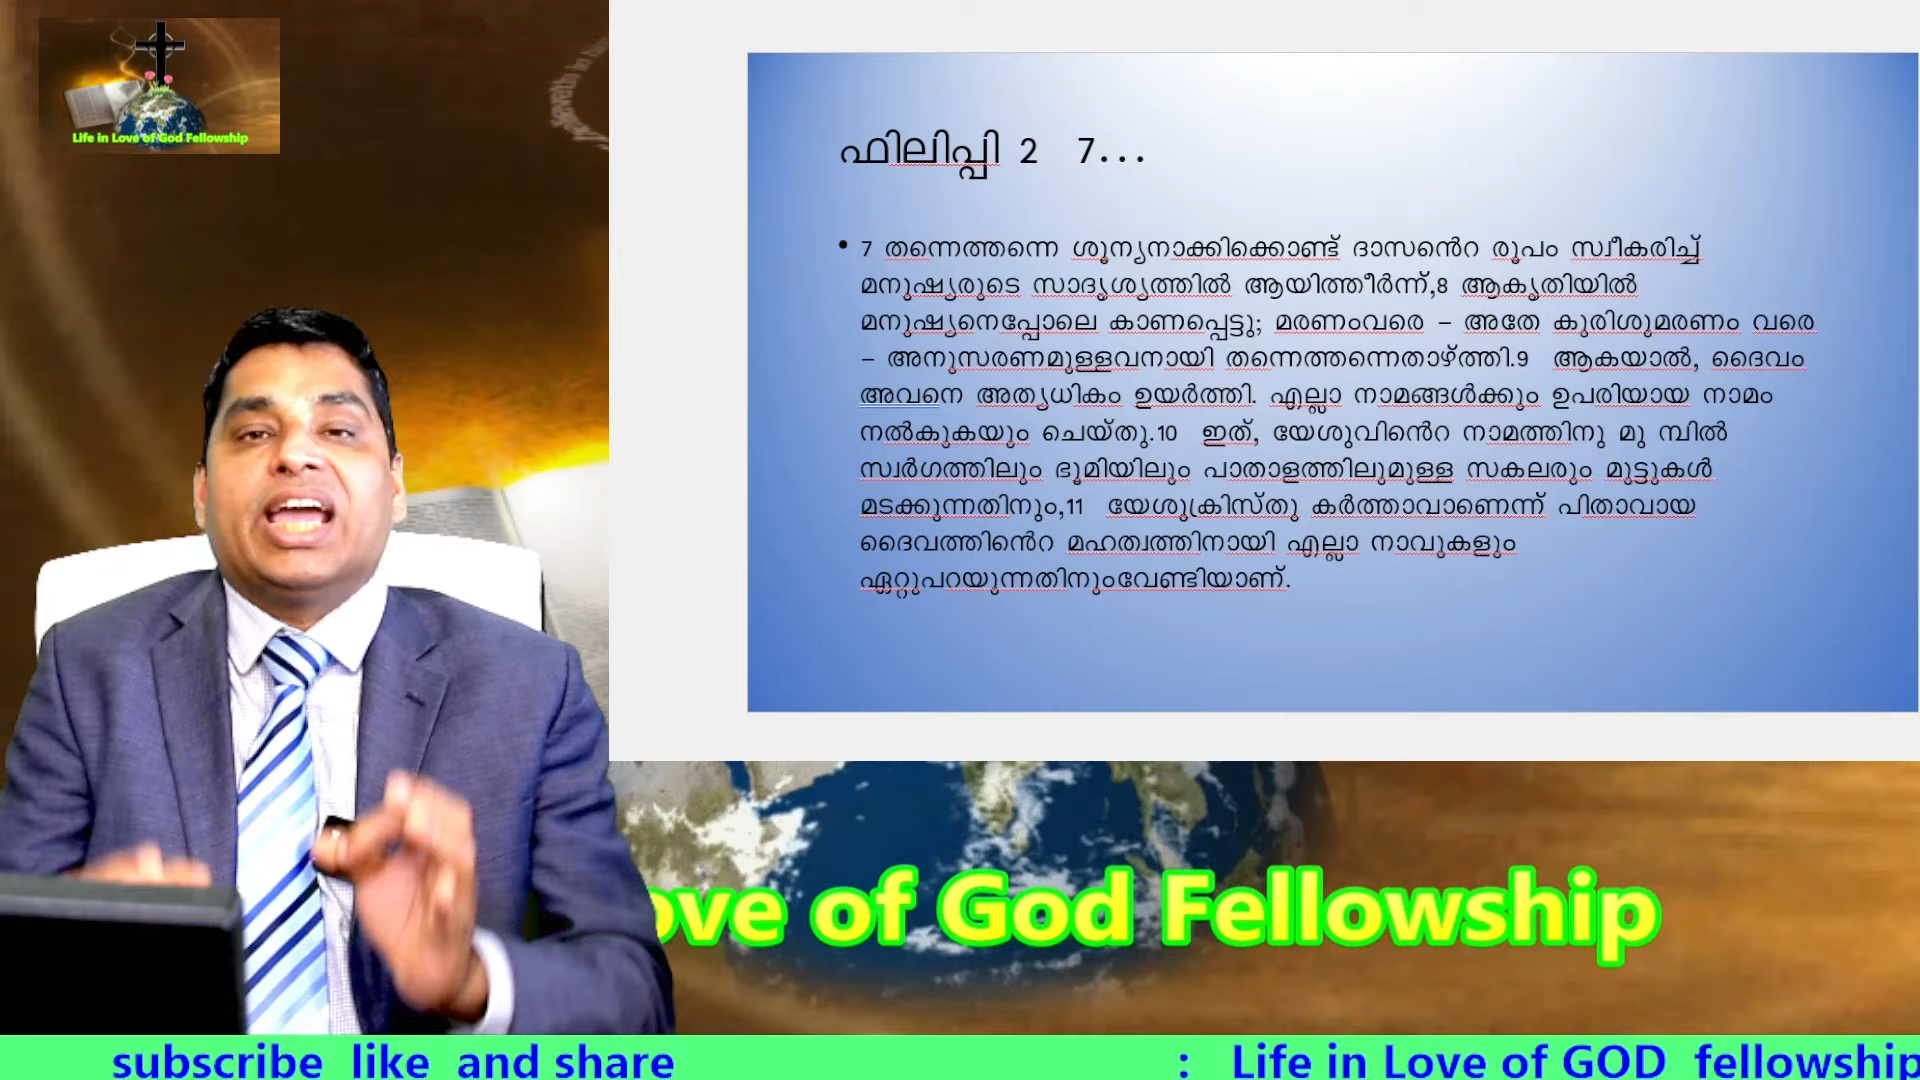 Life in Love of God Fellowship
ഫിലിപ്പി 2 7...
• 7 തന്നെത്തന്നെ ശൂന്യനാക്കിക്കൊണ്ട് ദാസൻെറ രൂപം സ്വീകരിച്ച്
മനുഷ്യരുടെ സാദൃശ്യത്തിൽ ആയിത്തീർന്ന്,8 ആകൃതിയിൽ
മനുഷ്യനെപ്പോലെ കാണപ്പെട്ടു; മരണംവരെ – അതേ കുരിശുമരണം വരെ
– അനുസരണമുള്ളവനായി തന്നെത്തന്നെതാഴ്ത്തി.9 ആകയാൽ, ദൈവം
അവനെ അത്യധികം ഉയർത്തി. എല്ലാ നാമങ്ങൾക്കും ഉപരിയായ നാമം
നൽകുകയും ചെയ്തു.10 ഇത്, യേശുവിൻെറ നാമത്തിനു മു മ്പിൽ
സ്വർഗത്തിലും ഭൂമിയിലും പാതാളത്തിലുമുള്ള സകലരും മുട്ടുകൾ
മടക്കുന്നതിനും,11 യേശുക്രിസ്തു കർത്താവാണെന്ന് പിതാവായ
ദൈവത്തിൻെറ മഹത്വത്തിനായി എല്ലാ നാവുകളും
ഏറ്റുപറയുന്നതിനുംവേണ്ടിയാണ്.
ove of God Fellowship
subscribe like and share : Life in Love of GOD fellowship